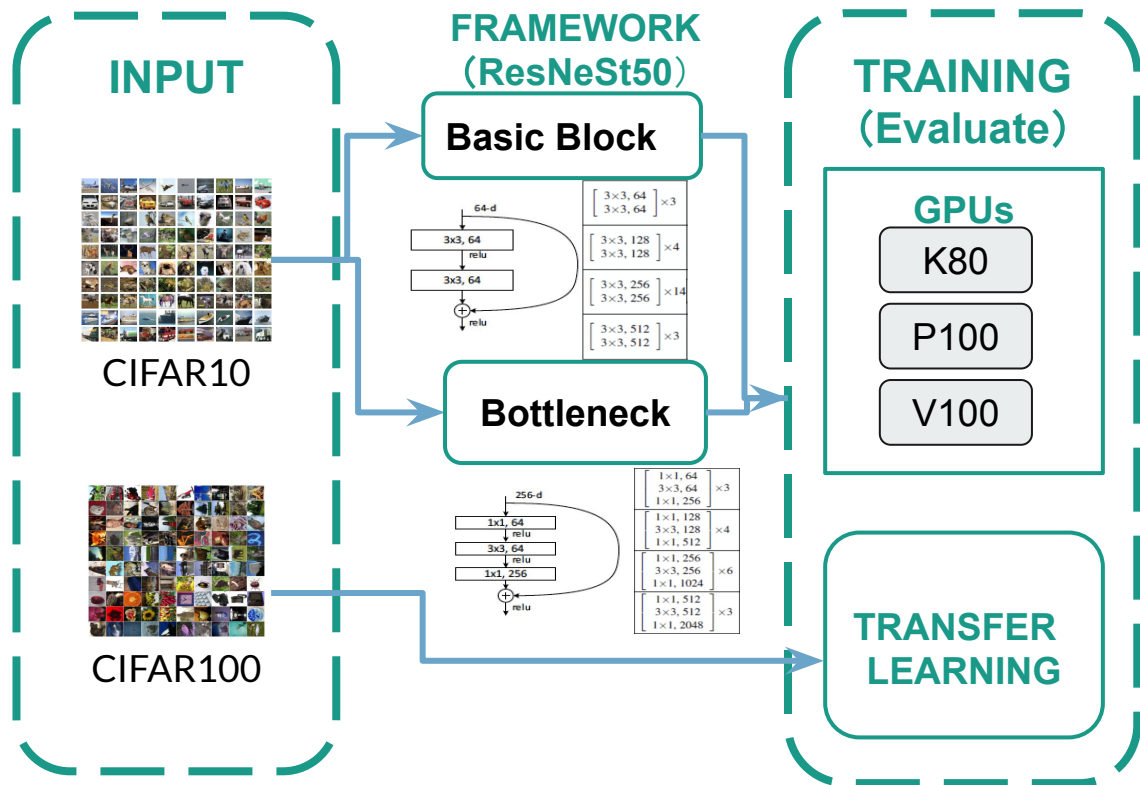 INPUT
CIFAR10
CIFAR100
FRAMEWORK
(ResNeSt50)
Basic Block
64-d
3x3, 64
relu
3x3, 64
relu
3×3, 64
3×3, 64
×3
3×3, 128
3×3, 128
×4
3×3, 256
3×3, 256
×14
3×3, 512
3×3, 512
×3
Bottleneck
256-d
1x1, 64
relu
3x3, 64
relu
1x1, 256
relu
1×1, 64
3×3, 64
1×1, 256
×3
1×1, 128
3×3, 128
1×1, 512
×4
1×1, 256
3×3, 256
1×1, 1024
×6
1×1, 512
3×3, 512
1×1, 2048
×3
TRAINING
(Evaluate)
GPUs
K80
P100
V100
TRANSFER
LEARNING